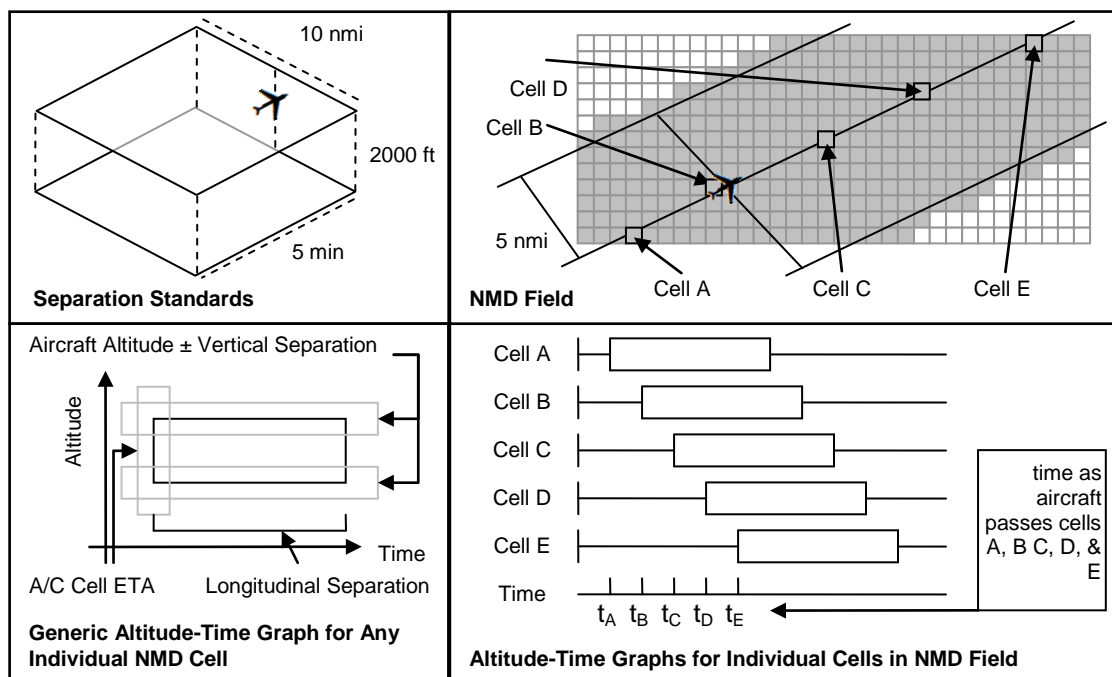 10 nmi
2000 ft
5 min
Separation Standards
Cell D
Cell B
5 nmi
Cell A
Cell C
Cell E
NMD Field
Aircraft Altitude ± Vertical Separation
Altitude
Time
A/C Cell ETA
Longitudinal Separation
Generic Altitude-Time Graph for Any
Individual NMD Cell
Cell A
Cell B
Cell C
Cell D
Cell E
Time
tA tB tC tD tE
time as
aircraft
passes cells
A, B C, D, &
E
Altitude-Time Graphs for Individual Cells in NMD Field